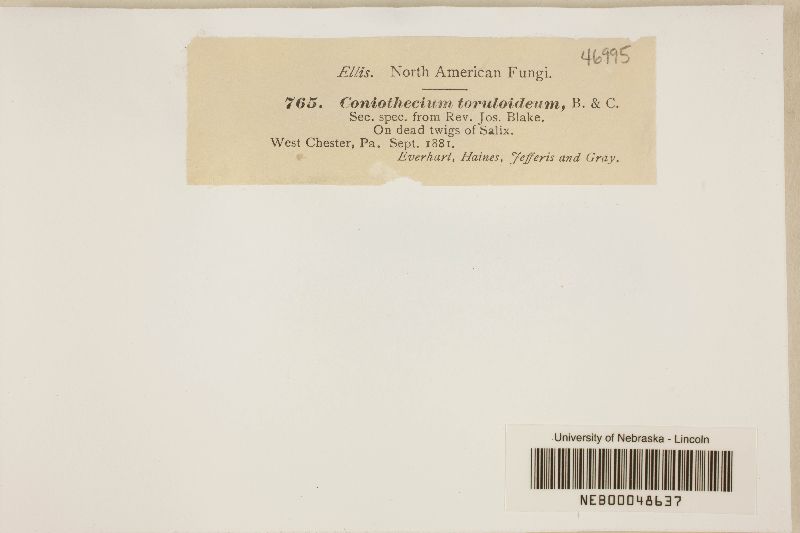 46995
Ellis. North American Fungi.
765. Coniothecium toruloideum, B. & C.
Sec. spec. from Rev. Jos. Blake.
On dead twigs of Salix.
West Chester, Pa. Sept. 1881.
Everhart, Haines, Jefferis and Gray.
University of Nebraska - Lincoln
NEB00048637